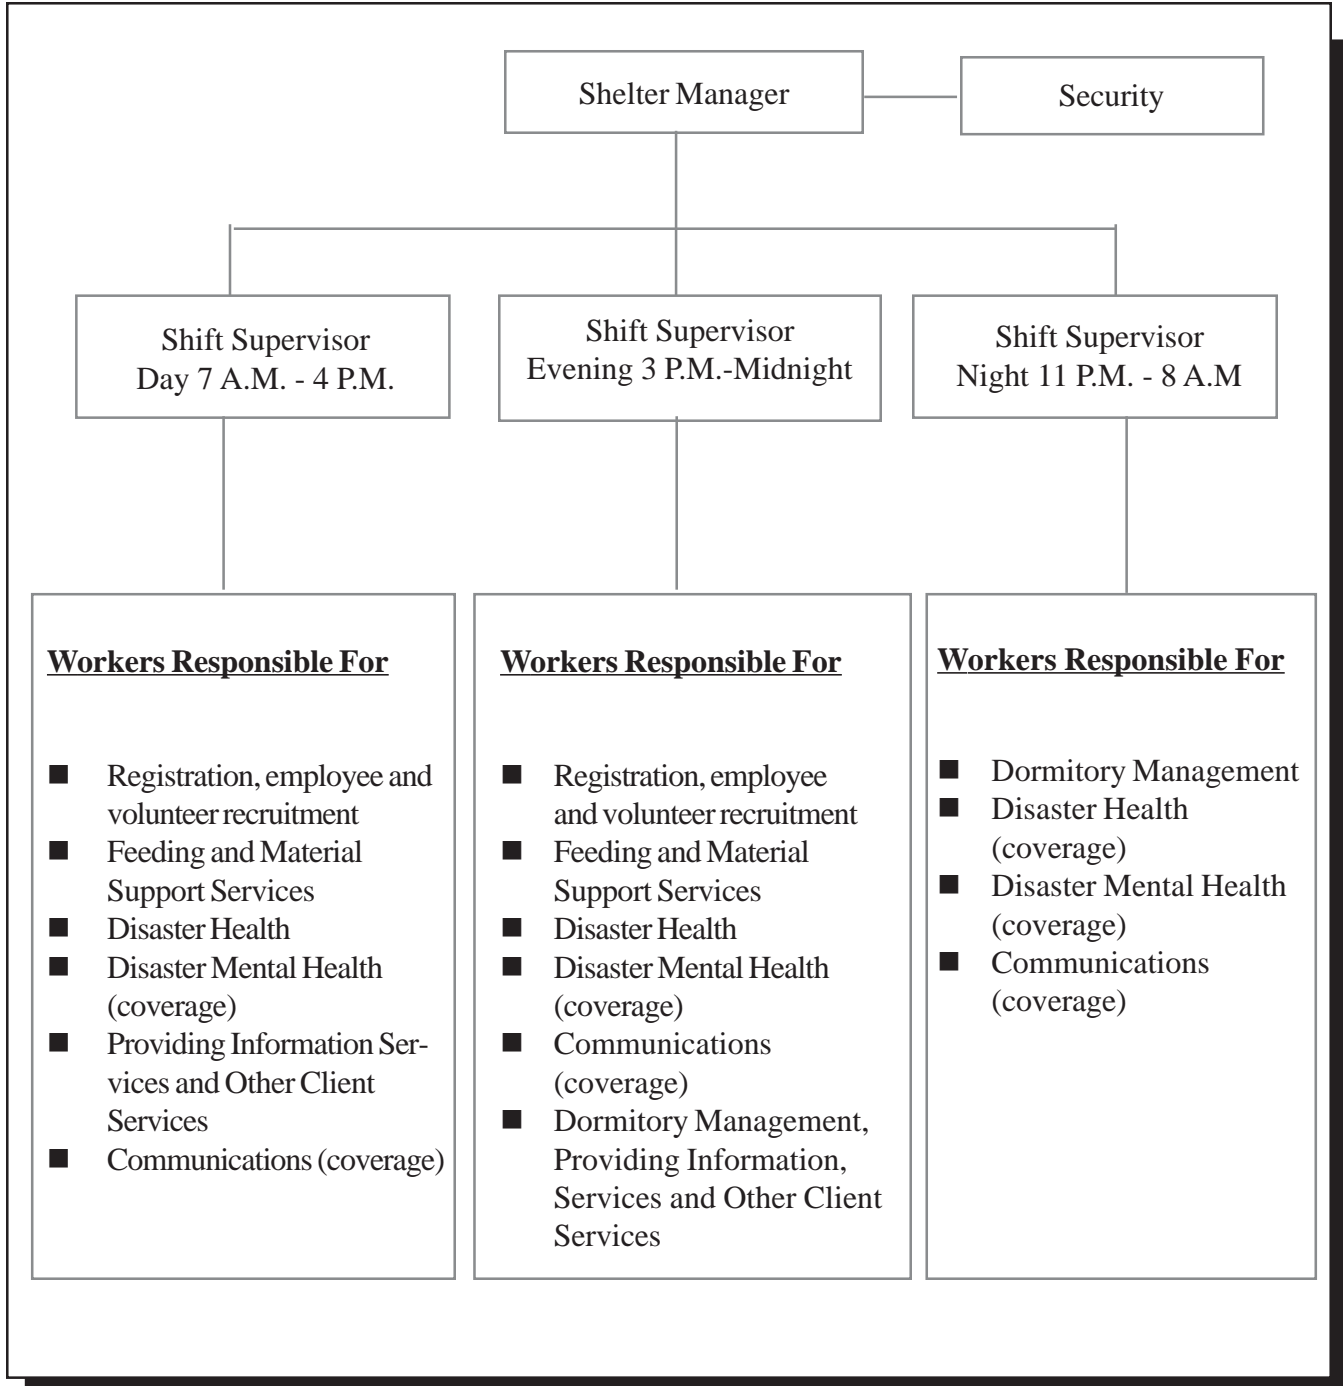 Shelter Manager
Security
Shift Supervisor
Day 7 A.M. - 4 P.M.
Shift Supervisor
Evening 3 P.M.-Midnight
Shift Supervisor
Night 11 P.M. - 8 A.M
Workers Responsible For
■ Registration, employee and
volunteer recruitment
■ Feeding and Material
Support Services
■ Disaster Health
■ Disaster Mental Health
(coverage)
■ Providing Information Ser-
vices and Other Client
Services
■ Communications (coverage)
Workers Responsible For
■ Registration, employee
and volunteer recruitment
■ Feeding and Material
Support Services
■ Disaster Health
■ Disaster Mental Health
(coverage)
■ Communications
(coverage)
■ Dormitory Management,
Providing Information,
Services and Other Client
Services
Workers Responsible For
■ Dormitory Management
■ Disaster Health
(coverage)
■ Disaster Mental Health
(coverage)
■ Communications
(coverage)